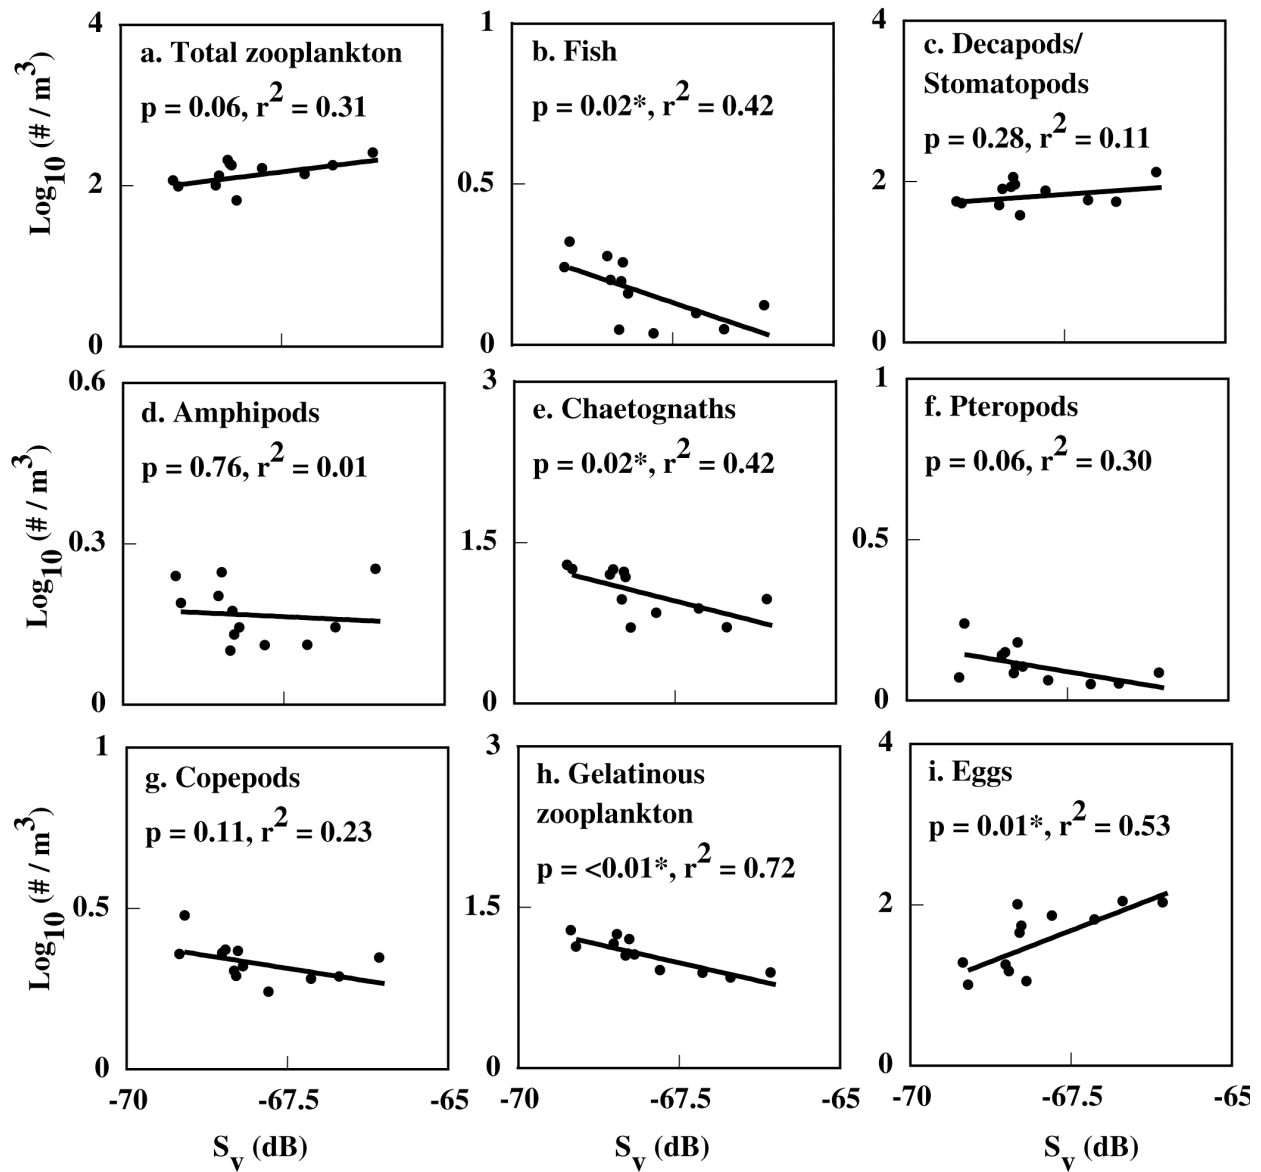 4
a. Total zooplankton
p = 0.06, r2 = 0.31
2
0
Log10 (# / m3)
1
b. Fish
p = 0.02*, r2 = 0.42
0.5
0
4
c. Decapods/
Stomatopods
p = 0.28, r2 = 0.11
2
0
0.6
d. Amphipods
p = 0.76, r2 = 0.01
0.3
0
Log10 (# / m3)
3
e. Chaetognaths
p = 0.02*, r2 = 0.42
1.5
0
1
f. Pteropods
p = 0.06, r2 = 0.30
0.5
0
1
g. Copepods
p = 0.11, r2 = 0.23
0.5
0
Log10 (# / m3)
-70 -67.5 -65
Sv (dB)
3
h. Gelatinous
zooplankton
p = <0.01*, r2 = 0.72
1.5
0
-70 -67.5 -65
Sv (dB)
4
i. Eggs
p = 0.01*, r2 = 0.53
2
0
-70 -67.5 -65
Sv (dB)